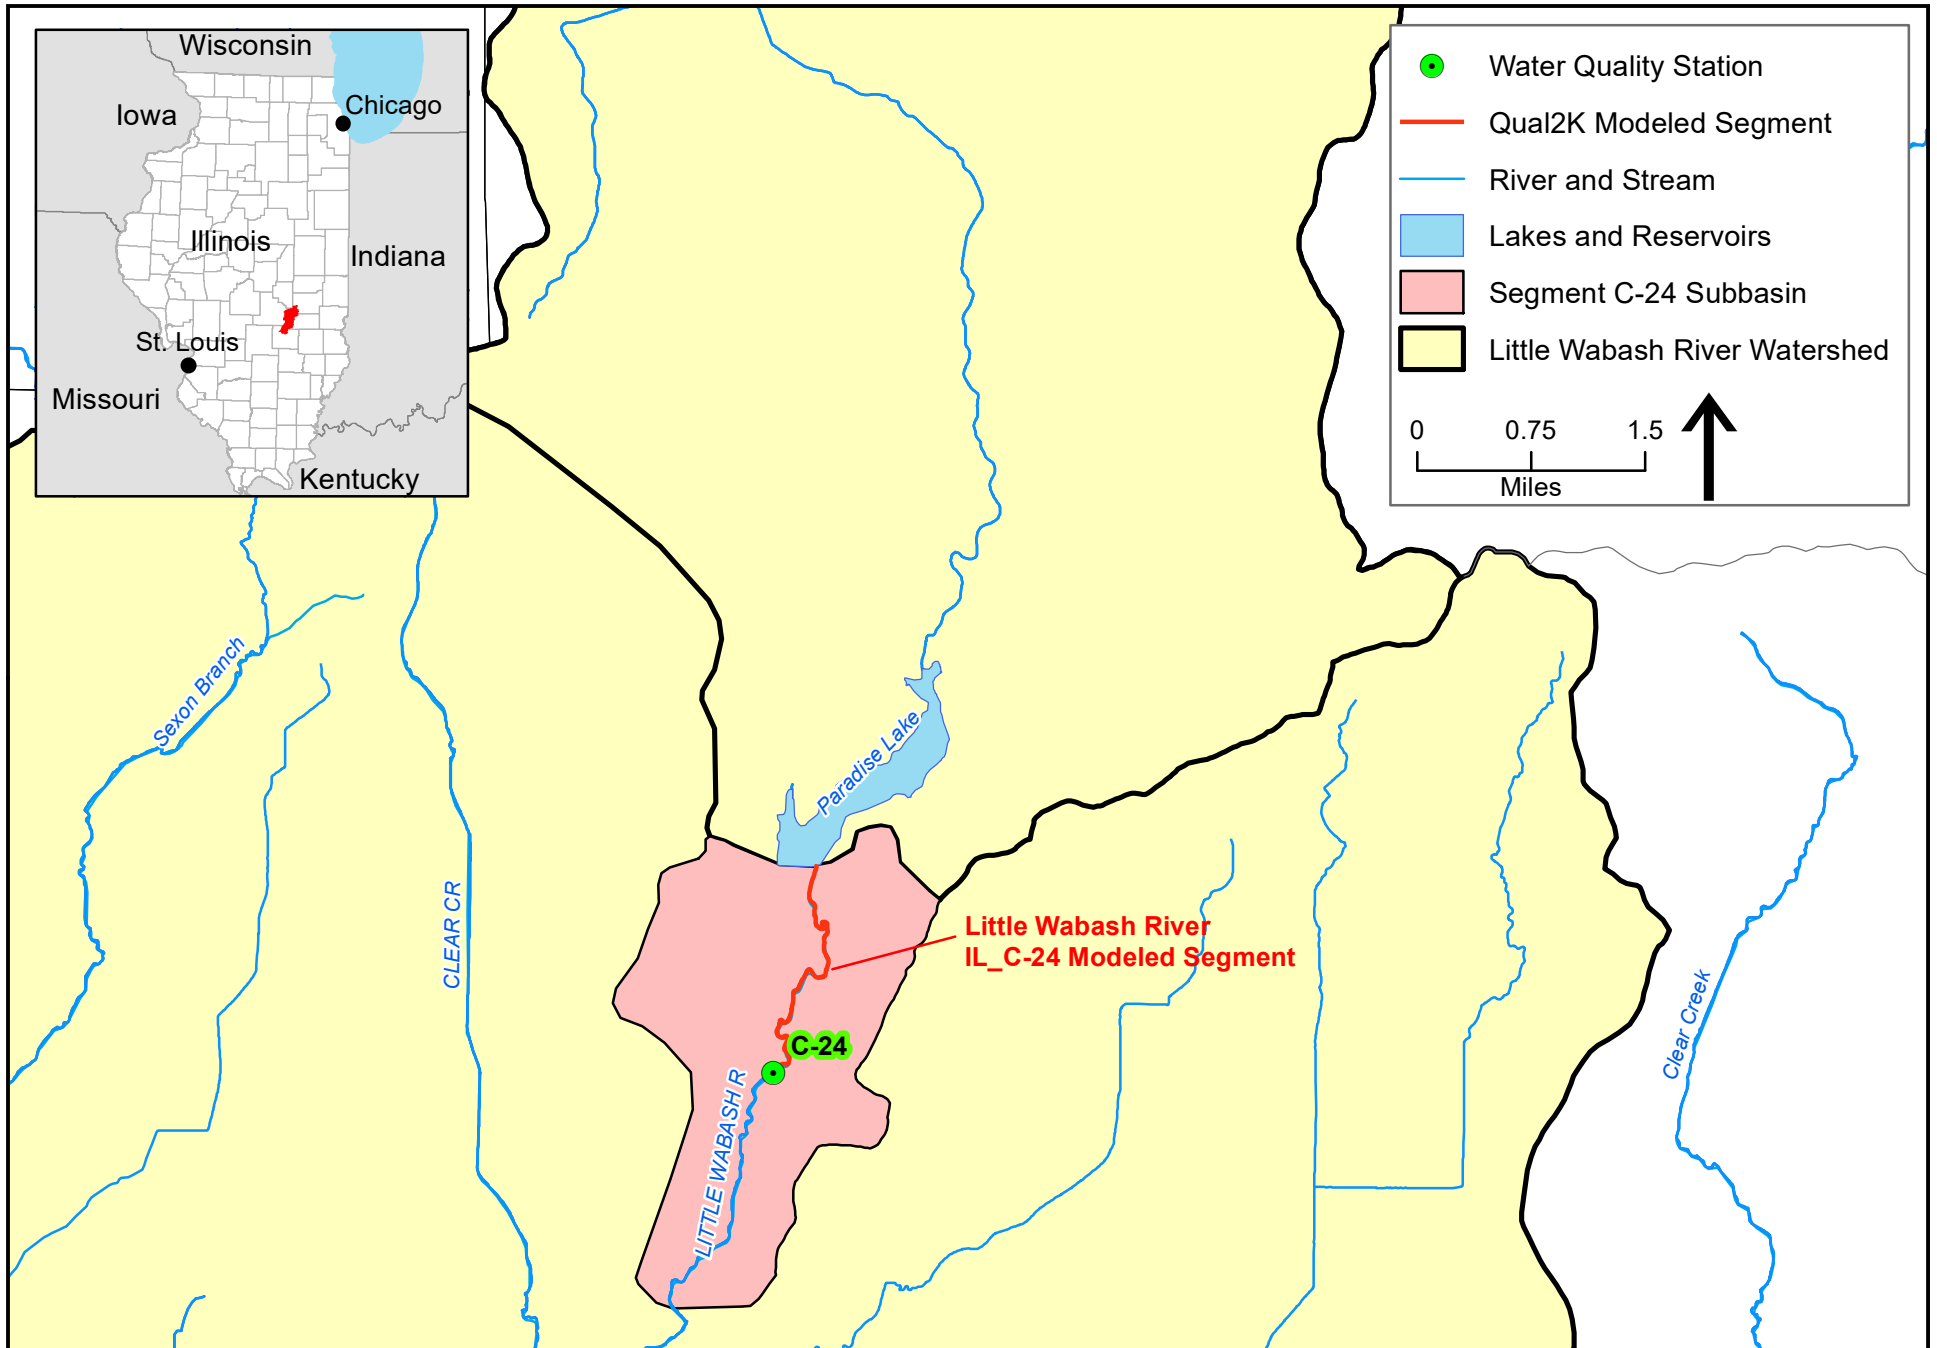 Wisconsin
Iowa
Chicago
Illinois
Indiana
St. Louis
Missouri
Kentucky
Water Quality Station
Qual2K Modeled Segment
River and Stream
Lakes and Reservoirs
Segment C-24 Subbasin
Little Wabash River Watershed
0 0.75 1.5
Miles
Sexon Branch
CLEAR CR
Paradise Lake
Little Wabash River
IL_C-24 Modeled Segment
C-24
LITTLE WABASH R
Clear Creek